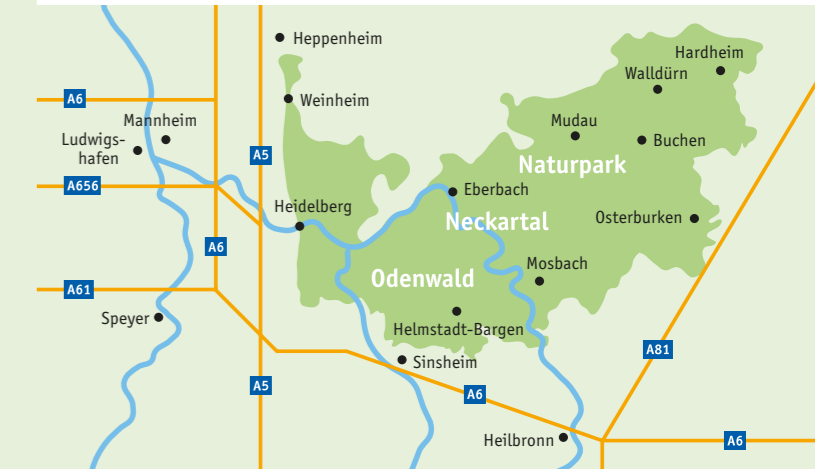 Heppenheim
Hardheim
Walldürn
A6
Weinheim
Mannheim
Mudau
Ludwigs-
hafen
Buchen
A5
Naturpark
A656
Eberbach
Heidelberg
Osterburken
Neckartal
A6
Mosbach
Odenwald
A61
Speyer
Helmstadt-Bargen
A81
Sinsheim
A5
A6
Heilbronn
A6